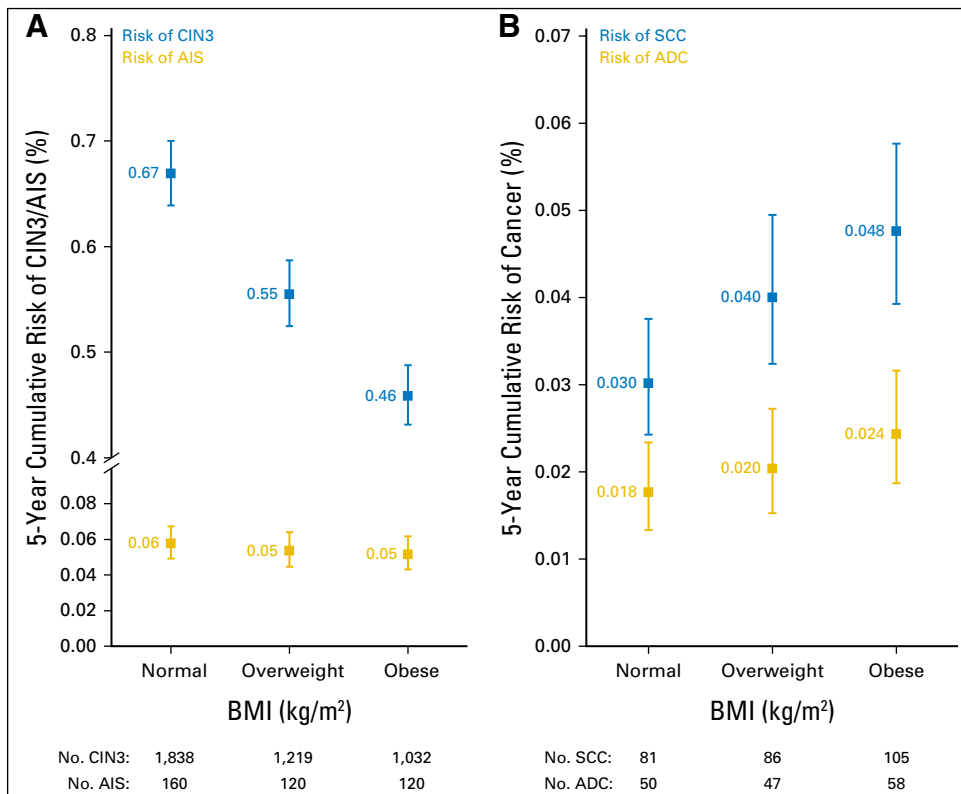 A
Risk of CIN3
Risk of AIS
5-Year Cumulative Risk of CIN3/AIS (%)
0.8
0.7
0.6
0.5
0.4
0.08
0.06
0.04
0.02
0.00
0.67
0.55
0.46
0.06
0.05
0.05
Normal Overweight Obese
BMI (kg/m²)
No. CIN3: 1,838 1,219 1,032
No. AIS: 160 120 120
B
Risk of SCC
Risk of ADC
5-Year Cumulative Risk of Cancer (%)
0.07
0.06
0.05
0.04
0.03
0.02
0.01
0.00
0.030
0.040
0.048
0.018
0.020
0.024
Normal Overweight Obese
BMI (kg/m²)
No. SCC: 81 86 105
No. ADC: 50 47 58